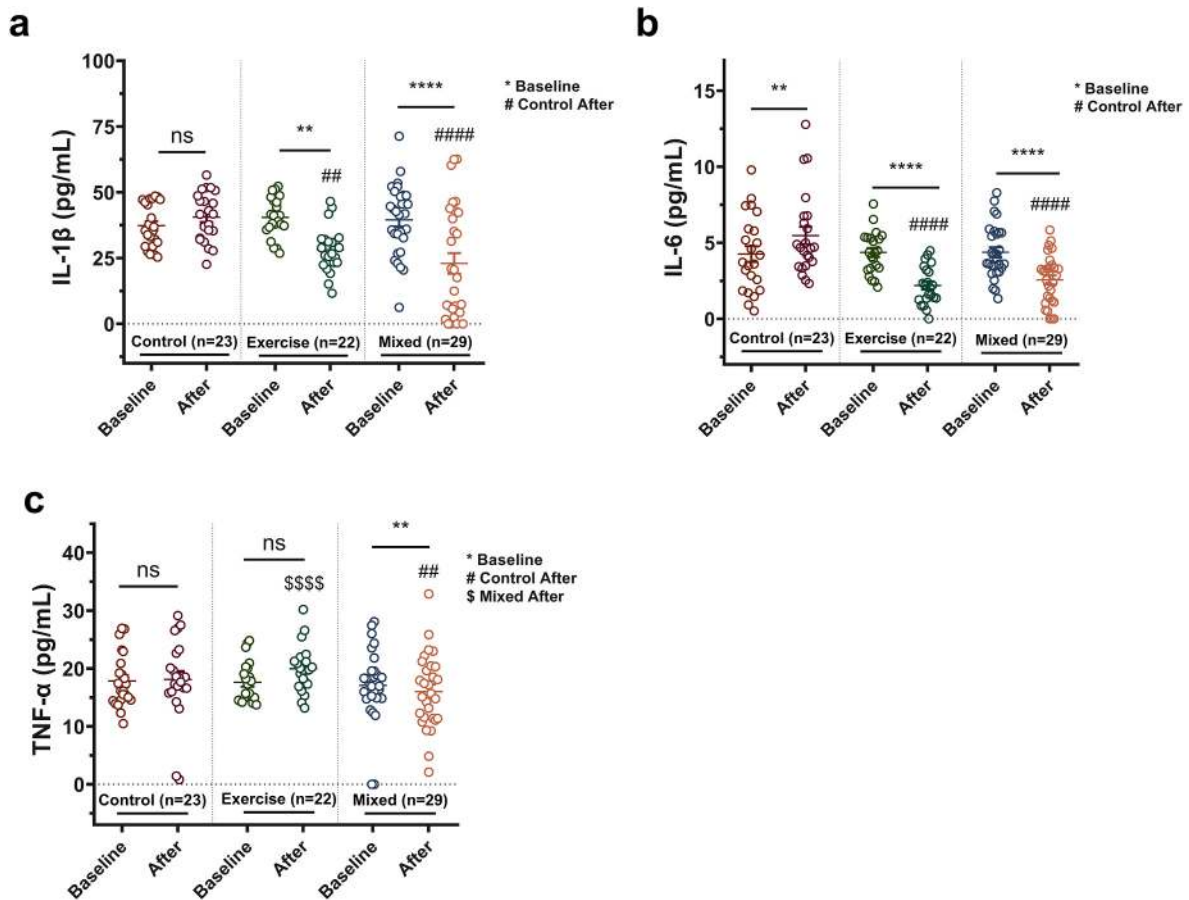 a
100
75
50
25
0
IL-1β (pg/mL)
ns
**
##
****
####
* Baseline
# Control After
Control (n=23)
Exercise (n=22)
Mixed (n=29)
Baseline
After
Baseline
After
Baseline
After
b
15
10
5
0
IL-6 (pg/mL)
**
****
####
****
####
* Baseline
# Control After
Control (n=23)
Exercise (n=22)
Mixed (n=29)
Baseline
After
Baseline
After
Baseline
After
c
40
30
20
10
0
TNF-α (pg/mL)
ns
ns
$$$$
**
##
* Baseline
# Control After
$ Mixed After
Control (n=23)
Exercise (n=22)
Mixed (n=29)
Baseline
After
Baseline
After
Baseline
After